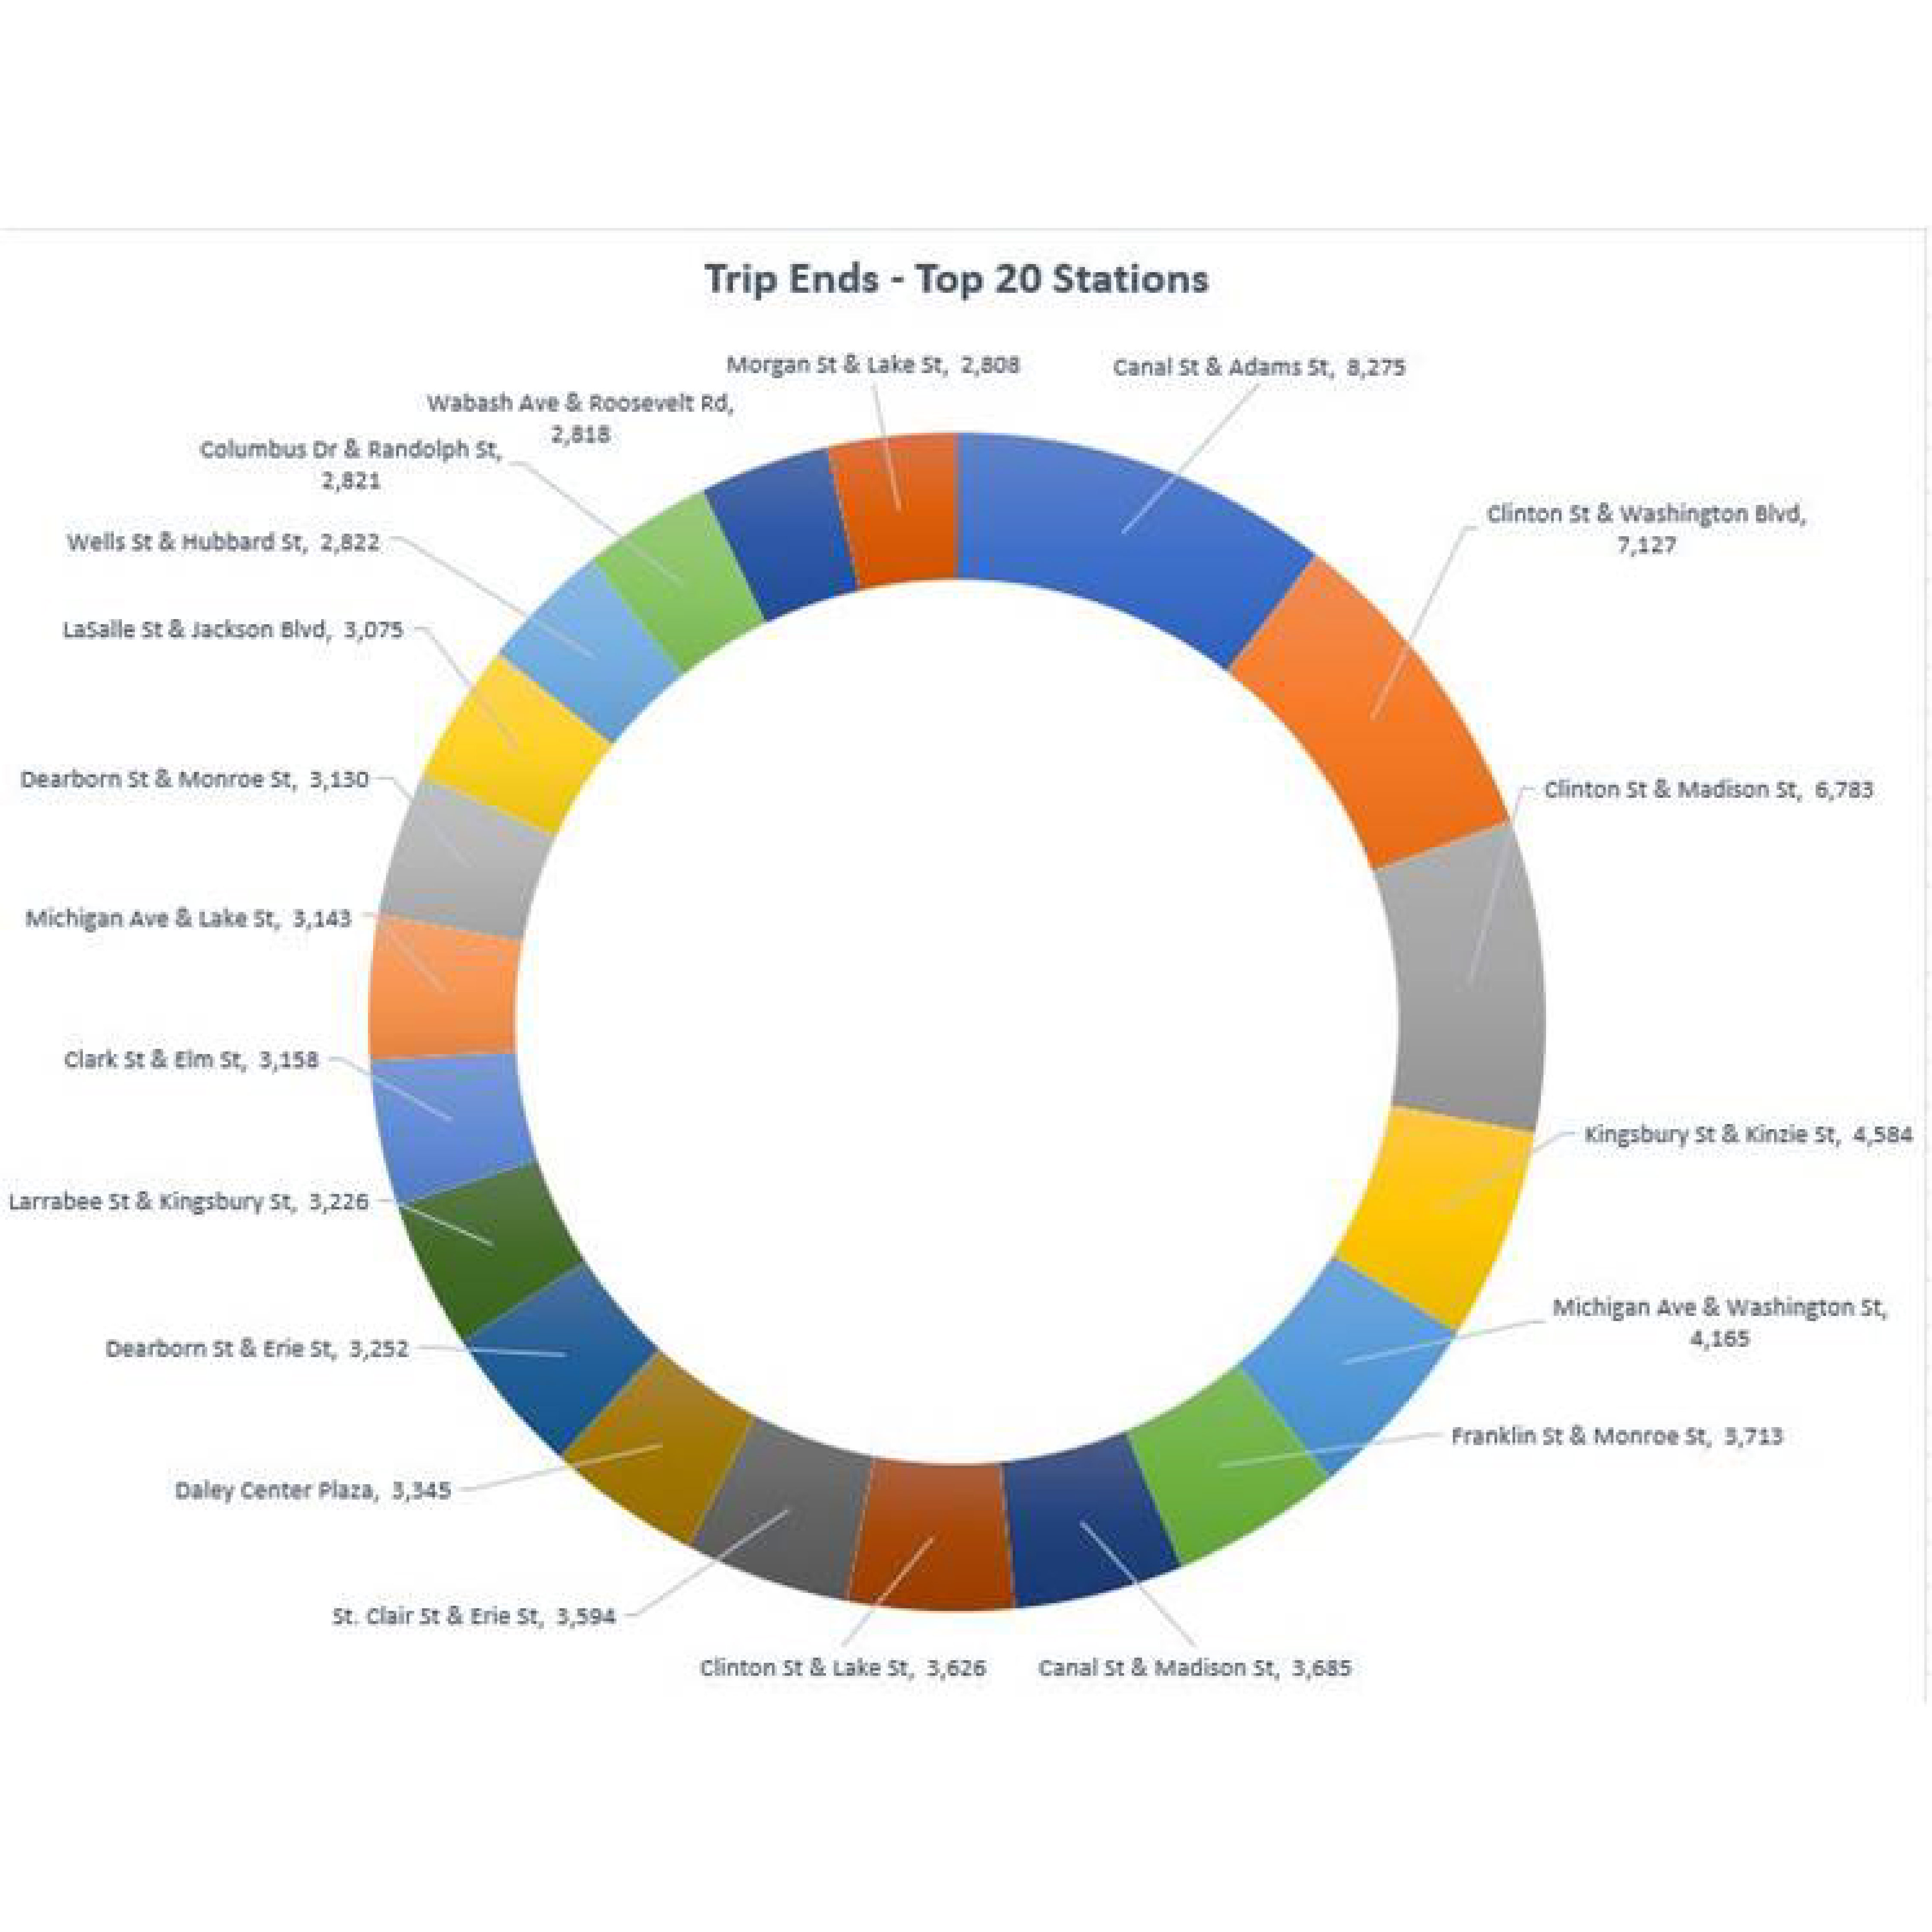 Trip Ends - Top 20 Stations
Morgan St & Lake St, 2,808
Canal St & Adams St, 8,275
Wabash Ave & Roosevelt Rd,
2,818
Columbus Dr & Randolph St,
2,821
Clinton St & Washington Blvd,
7,127
Wells St & Hubbard St, 2,822
LaSalle St & Jackson Blvd, 3,075
Dearborn St & Monroe St, 3,130
Clinton St & Madison St, 6,783
Michigan Ave & Lake St, 3,143
Clark St & Elm St, 3,158
Kingsbury St & Kinzie St, 4,584
Larrabee St & Kingsbury St, 3,226
Michigan Ave & Washington St,
4,165
Dearborn St & Erie St, 3,252
Franklin St & Monroe St, 3,713
Daley Center Plaza, 3,345
St. Clair St & Erie St, 3,594
Clinton St & Lake St, 3,626
Canal St & Madison St, 3,685